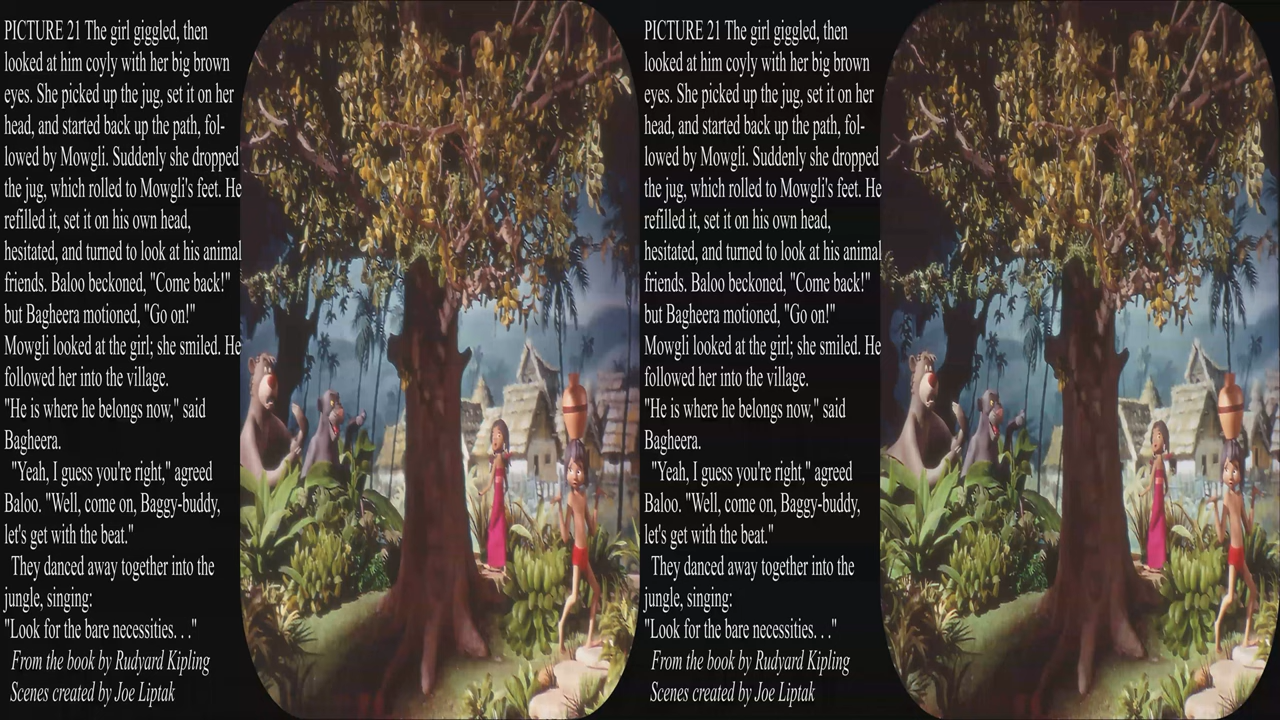 PICTURE 21 The girl giggled, then
looked at him coyly with her big brown
eyes. She picked up the jug, set it on her
head, and started back up the path, fol-
lowed by Mowgli. Suddenly she dropped
the jug, which rolled to Mowgli's feet. He
refilled it, set it on his own head,
hesitated, and turned to look at his animal
friends. Baloo beckoned, "Come back!"
but Bagheera motioned, "Go on!"
Mowgli looked at the girl; she smiled. He
followed her into the village.
"He is where he belongs now," said
Bagheera.
"Yeah, I guess you're right," agreed
Baloo. "Well, come on, Baggy-buddy,
let's get with the beat."
They danced away together into the
jungle, singing:
"Look for the bare necessities. . ."
From the book by Rudyard Kipling
Scenes created by Joe Liptak
PICTURE 21 The girl giggled, then
looked at him coyly with her big brown
eyes. She picked up the jug, set it on her
head, and started back up the path, fol-
lowed by Mowgli. Suddenly she dropped
the jug, which rolled to Mowgli's feet. He
refilled it, set it on his own head,
hesitated, and turned to look at his animal
friends. Baloo beckoned, "Come back!"
but Bagheera motioned, "Go on!"
Mowgli looked at the girl; she smiled. He
followed her into the village.
"He is where he belongs now," said
Bagheera.
"Yeah, I guess you're right," agreed
Baloo. "Well, come on, Baggy-buddy,
let's get with the beat."
They danced away together into the
jungle, singing:
"Look for the bare necessities. . ."
From the book by Rudyard Kipling
Scenes created by Joe Liptak